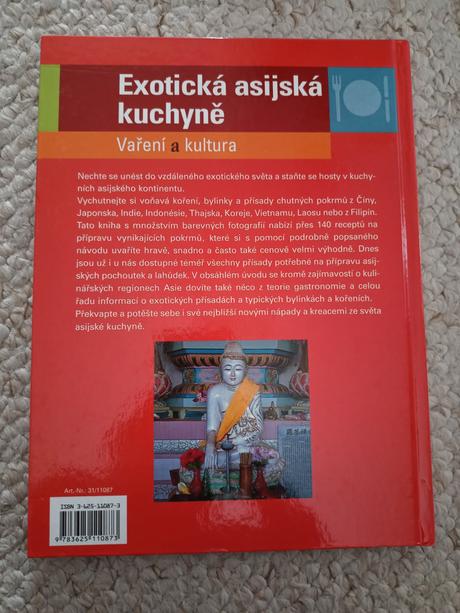 Exotická asijská
kuchyně
Vaření a kultura
Nechte se unést do vzdáleného exotického světa a staňte se hosty v kuchy-
ních asijského kontinentu.
Vychutnejte si voňavá koření, bylinky a přísady chutných pokrmů z Číny,
Japonska, Indie, Indonésie, Thajska, Koreje, Vietnamu, Laosu nebo z Filipín.
Tato kniha s množstvím barevných fotografií nabízí přes 140 receptů na
přípravu vynikajících pokrmů, které si s pomocí podrobně popsaného
návodu uvaříte hravě, snadno a často také cenově velmi výhodně. Dnes
jsou již i u nás dostupné téměř všechny přísady potřebné na přípravu asij-
ských pochoutek a lahůdek. V obsáhlém úvodu se kromě zajímavostí o kuli-
nářských regionech Asie dovíte také něco z teorie gastronomie a celou
řadu informací o exotických přísadách a typických bylinkách a kořeních.
Překvapte a potěšte sebe i své nejbližší novými nápady a kreacemi ze světa
asijské kuchyně.
Art.-Nr.: 31/11087
ISBN 3-625-11087-3
9 783625 110873